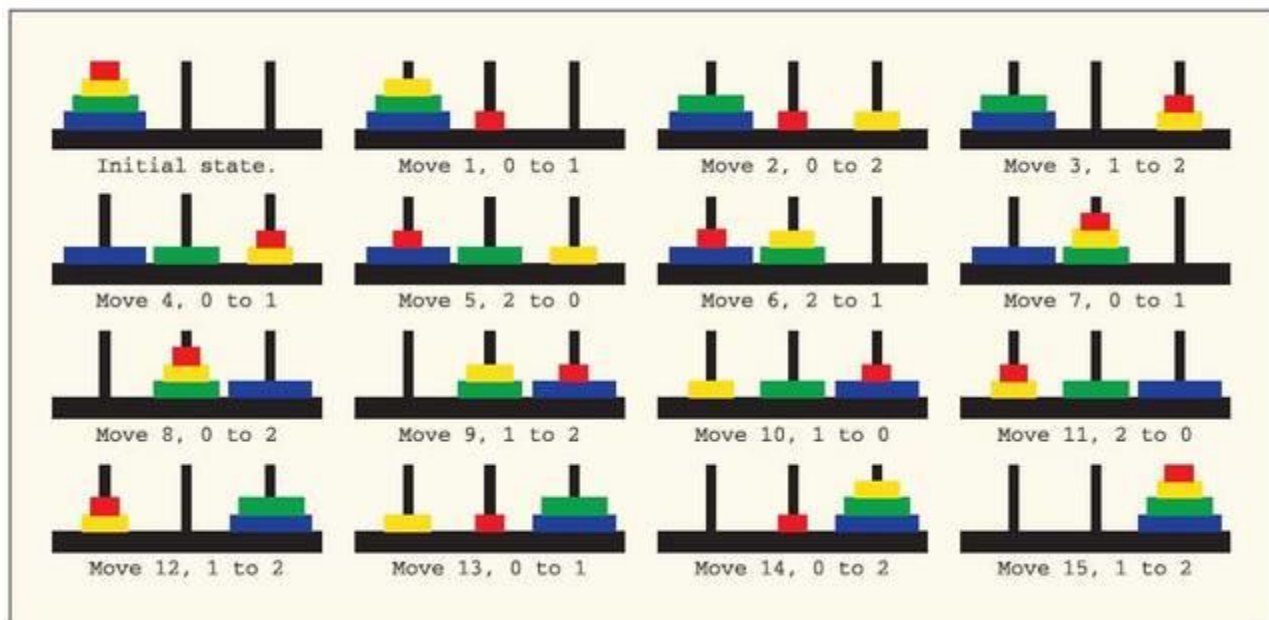 Initial state.
Move 1, 0 to 1
Move 2, 0 to 2
Move 3, 1 to 2
Move 4, 0 to 1
Move 5, 2 to 0
Move 6, 2 to 1
Move 7, 0 to 1
Move 8, 0 to 2
Move 9, 1 to 2
Move 10, 1 to 0
Move 11, 2 to 0
Move 12, 1 to 2
Move 13, 0 to 1
Move 14, 0 to 2
Move 15, 1 to 2